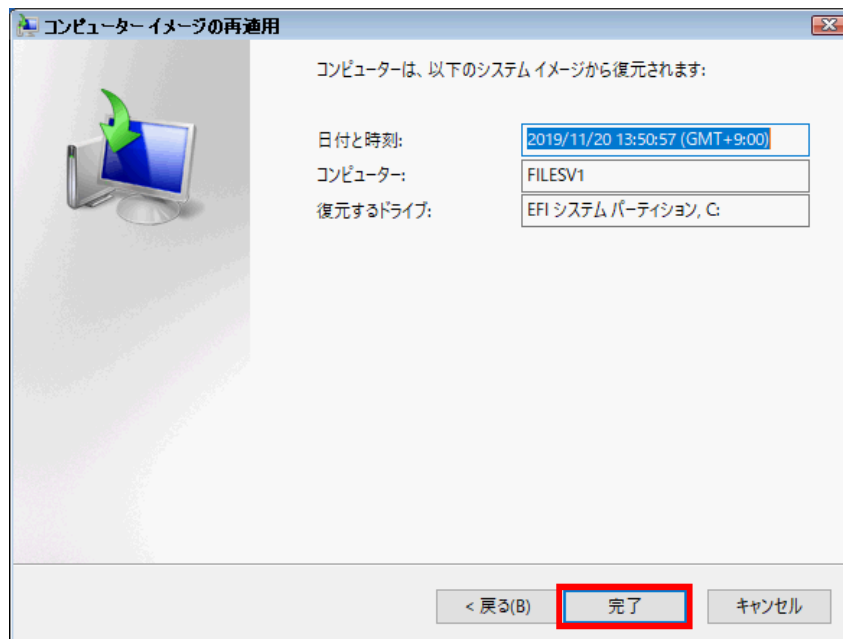 コンピューター イメージの再適用
コンピューターは、以下のシステム イメージから復元されます:
日付と時刻: 2019/11/20 13:50:57 (GMT+9:00)
コンピューター: FILESV1
復元するドライブ: EFI システム パーティション, C:
< 戻る(B) 完了 キャンセル